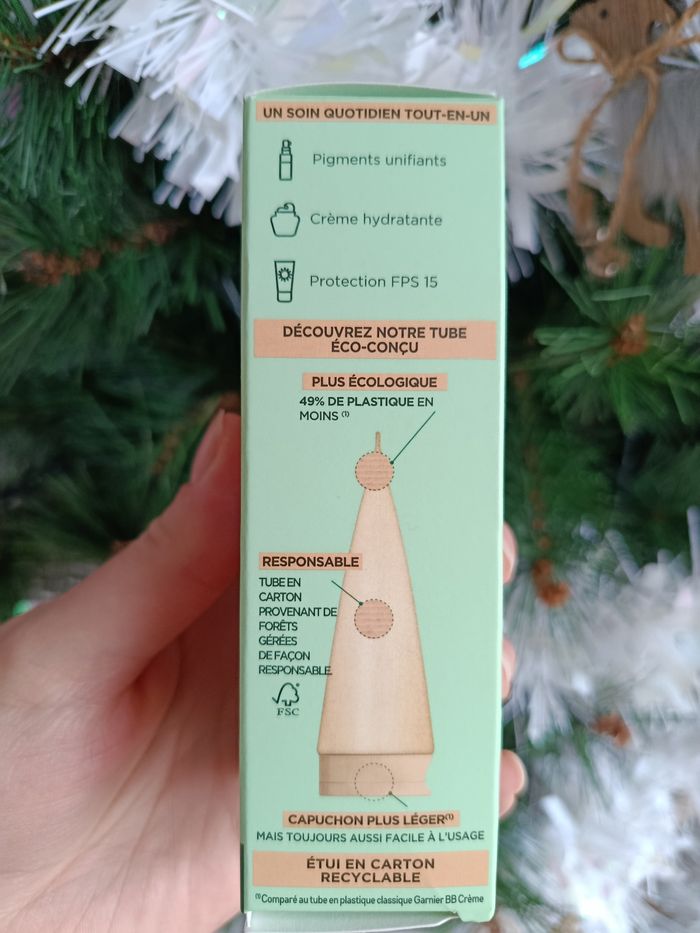 UN SOIN QUOTIDIEN TOUT-EN-UN
Pigments unifiants
Crème hydratante
Protection FPS 15
DÉCOUVREZ NOTRE TUBE
ÉCO-CONÇU
PLUS ÉCOLOGIQUE
49% DE PLASTIQUE EN
MOINS (1)
RESPONSABLE
TUBE EN
CARTON
PROVENANT DE
FORÊTS
GÉRÉES
DE FAÇON
RESPONSABLE.
FSC
CAPUCHON PLUS LÉGER(1)
MAIS TOUJOURS AUSSI FACILE À L'USAGE
ÉTUI EN CARTON
RECYCLABLE
(1)Comparé au tube en plastique classique Garnier BB Crème